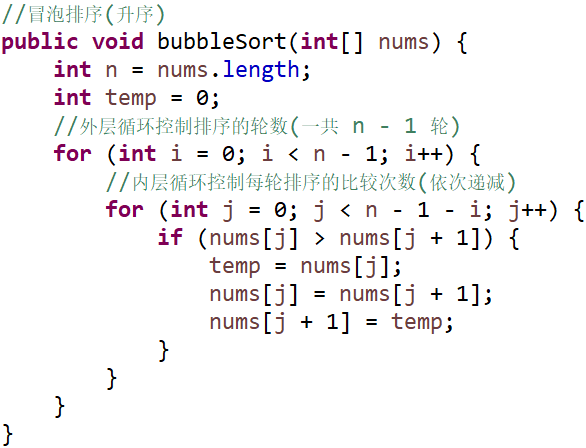 //冒泡排序(升序)
public void bubbleSort(int[] nums) {
    int n = nums.length;
    int temp = 0;
    //外层循环控制排序的轮数(一共 n - 1 轮)
    for (int i = 0; i < n - 1; i++) {
        //内层循环控制每轮排序的比较次数(依次递减)
        for (int j = 0; j < n - 1 - i; j++) {
            if (nums[j] > nums[j + 1]) {
                temp = nums[j];
                nums[j] = nums[j + 1];
                nums[j + 1] = temp;
            }
        }
    }
}